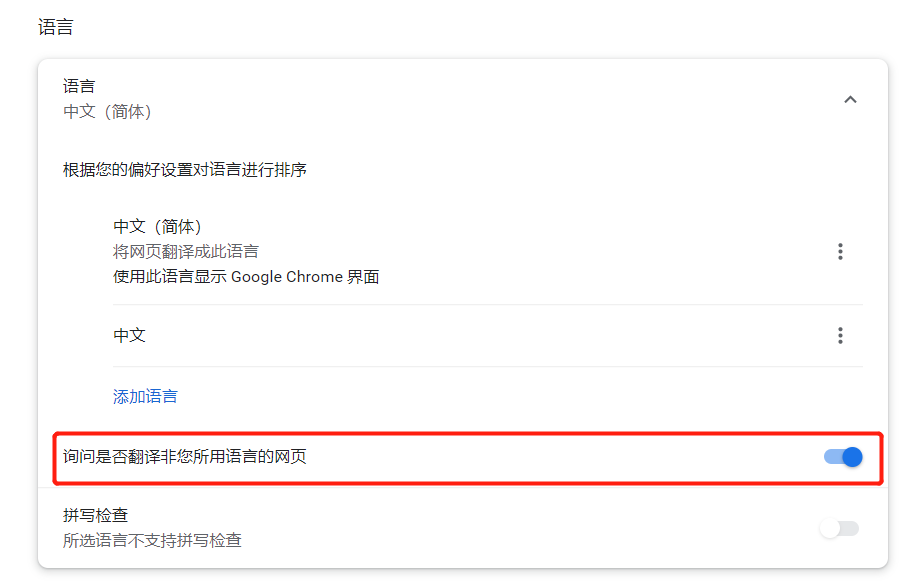 语言
语言
中文（简体）
根据您的偏好设置对语言进行排序
中文（简体）
将网页翻译成此语言
使用此语言显示 Google Chrome 界面
中文
添加语言
询问是否翻译非您所用语言的网页
拼写检查
所选语言不支持拼写检查